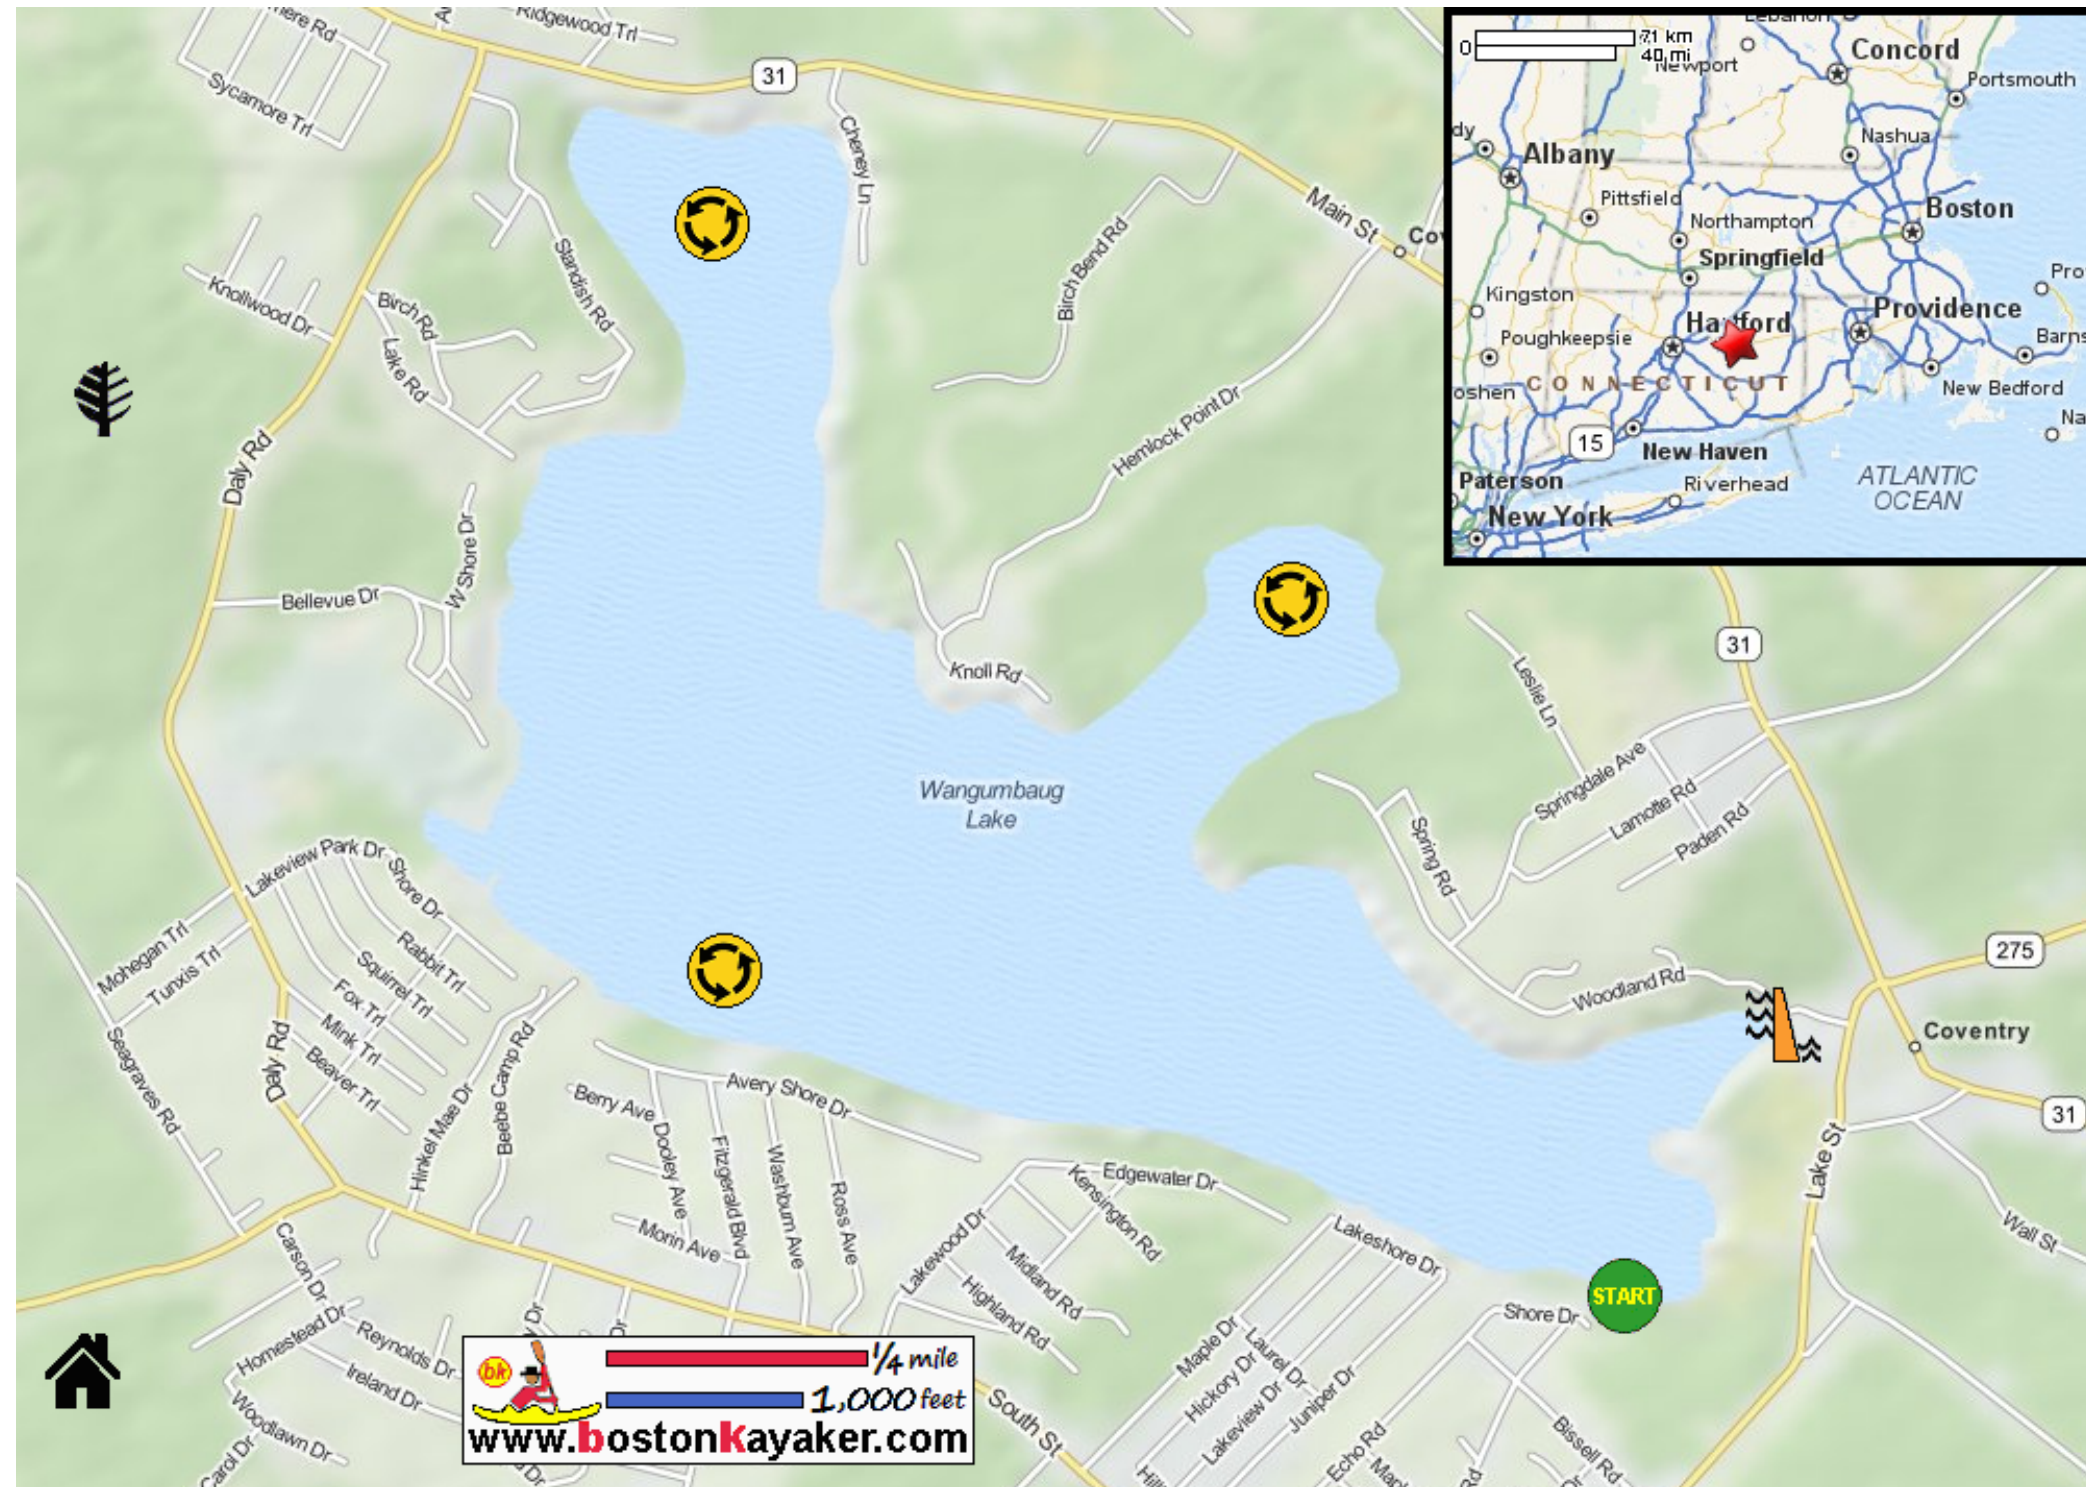 Ridgewood Trl
Sycamore Trl
31
Cheney Ln
Main St
Standish Rd
Birch Bend Rd
Knollwood Dr
Birch Rd
Lake Rd
Hemlock Point Dr
Daly Rd
W Shore Dr
Bellevue Dr
Knoll Rd
Wangumbaug
Lake
0
71 km
40 mi
Newport
Lebanon
Concord
Portsmouth
Nashua
Albany
Pittsfield
Northampton
Boston
Springfield
Kingston
Hartford
Providence
Poughkeepsie
Barns
CONNECTICUT
New Bedford
oshen
15
New Haven
Riverhead
Paterson
New York
ATLANTIC
OCEAN
31
Leslie Ln
Springdale Ave
Lamotte Rd
Paden Rd
Spring Rd
Woodland Rd
275
Coventry
31
Lake St
Wall St
Lakeview Park Dr
Shore Dr
Mohegan Trl
Tunxis Trl
Rabbit Trl
Squirrel Trl
Fox Trl
Mink Trl
Beaver Trl
Daly Rd
Seagraves Rd
Hinkel Mae Dr
Beebe Camp Rd
Avery Shore Dr
Berry Ave
Dooley Ave
Fitzgerald Blvd
Washburn Ave
Ross Ave
Morin Ave
Edgewater Dr
Kensington Rd
Lakewood Dr
Midland Rd
Highland Rd
Lakeshore Dr
START
Shore Dr
Maple Dr
Laurel Dr
Hickory Dr
Lakeview Dr
Juniper Dr
Echo Rd
Bissell Rd
Carson Dr
Homestead Dr
Reynolds Dr
Ireland Dr
Woodlawn Dr
Carol Dr
South St
bk
1/4 mile
1,000 feet
www.bostonkayaker.com